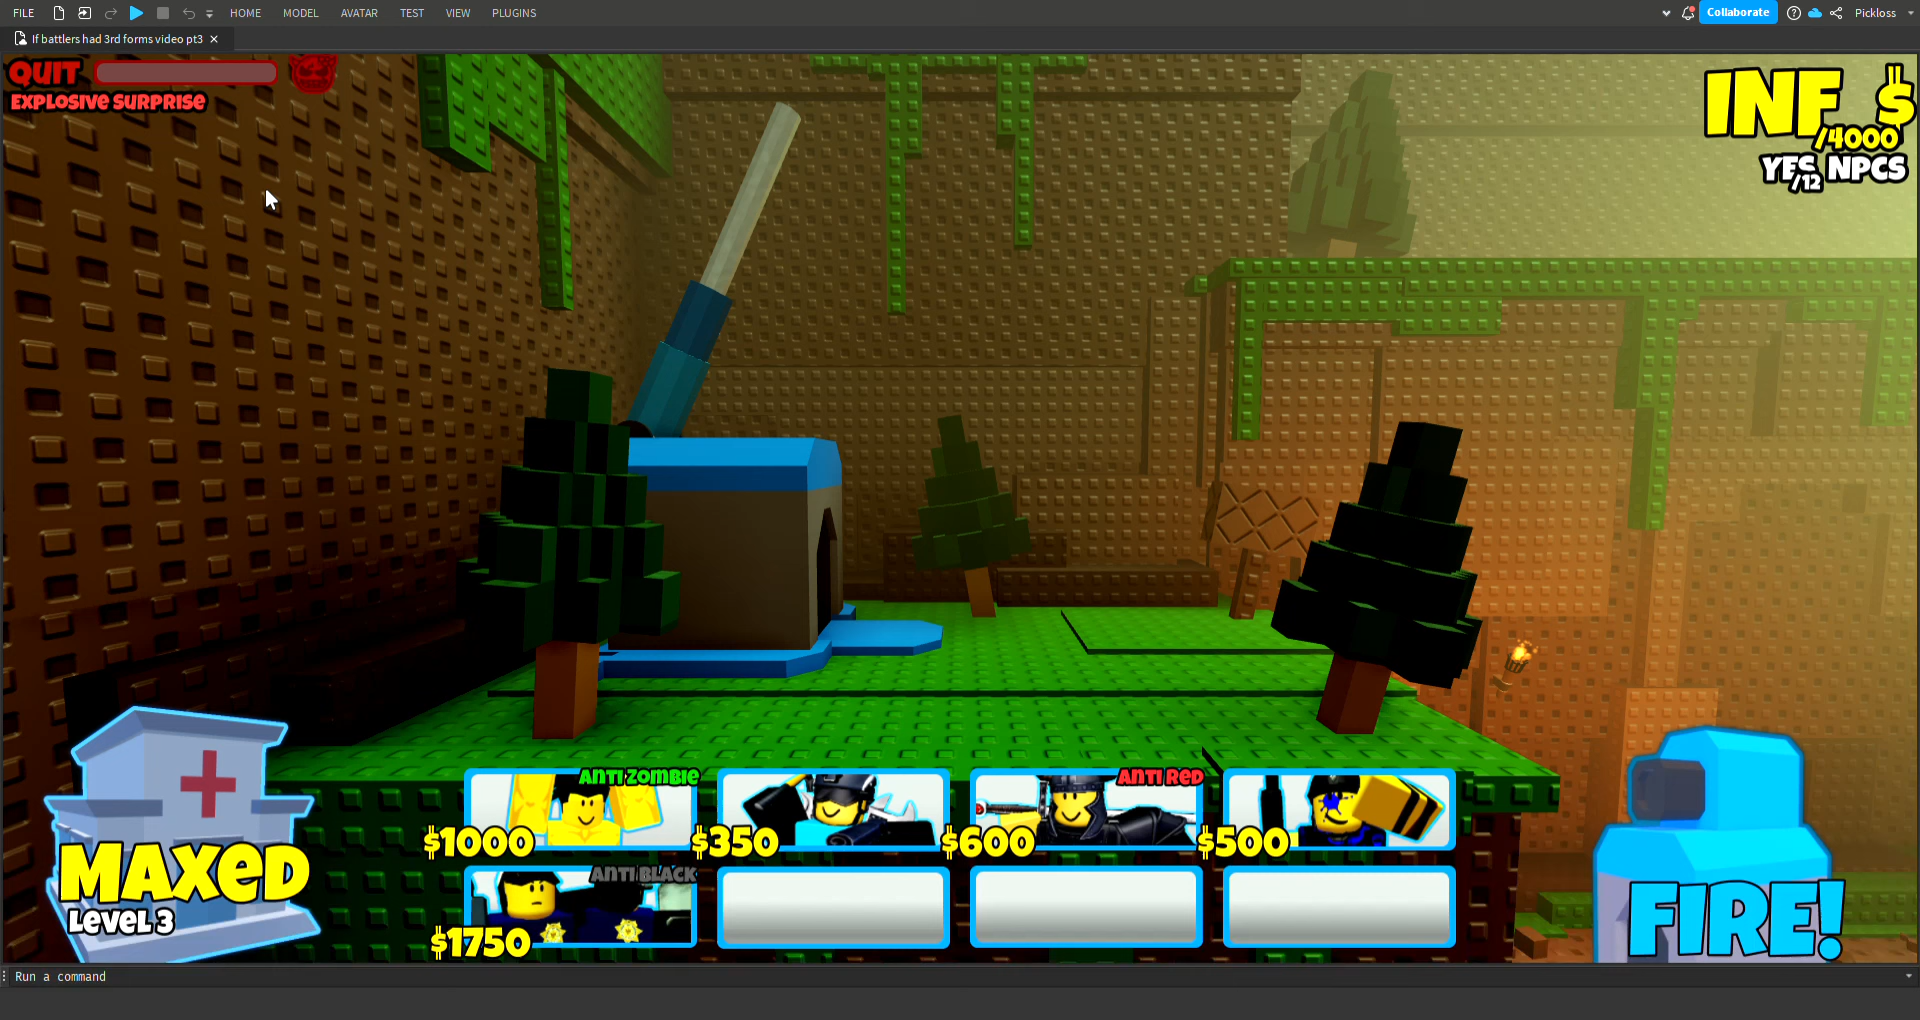 FILE HOME MODEL AVATAR TEST VIEW PLUGINS Collaborate Pickloss
If battlers had 3rd forms video pt3
QUIT
EXPLOSIVE SURPRISE
INF $
/4000
YES NPCS
/12
ANTI ZOMBIE
ANTI RED
$1000 $350 $600 $500
MAXED
Level 3
ANTI BLACK
$1750
FIRE!
Run a command